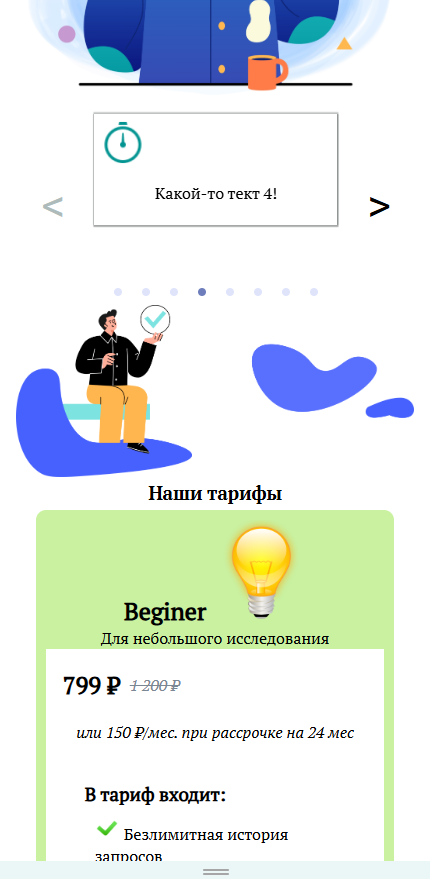 Какой-то тект 4!
<
>
Наши тарифы
Beginer
Для небольшого исследования
799 ₽ 1 200 ₽
или 150 ₽/мес. при рассрочке на 24 мес
В тариф входит:
Безлимитная история
запросов